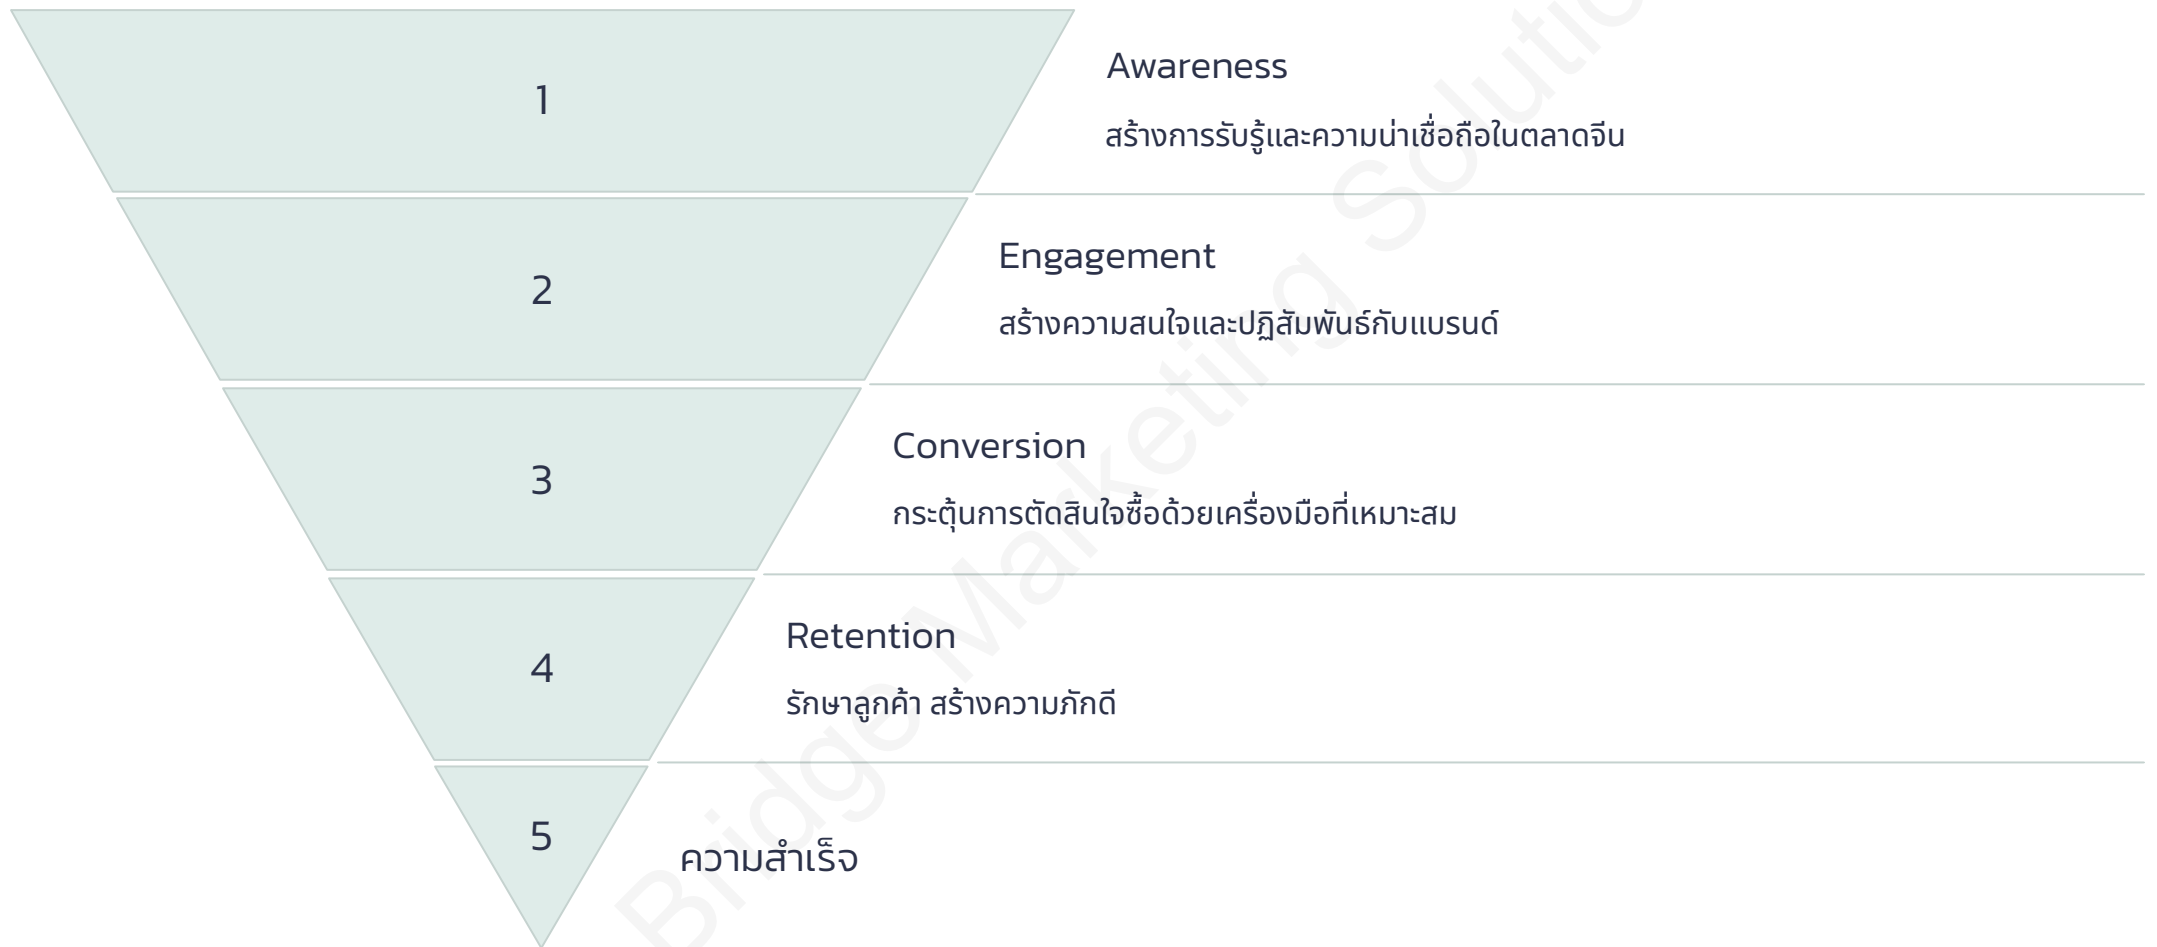 1
Awareness
สร้างการรับรู้และความน่าเชื่อถือในตลาดจีน
2
Engagement
สร้างความสนใจและปฏิสัมพันธ์กับแบรนด์
3
Conversion
กระตุ้นการตัดสินใจซื้อด้วยเครื่องมือที่เหมาะสม
4
Retention
รักษาลูกค้า สร้างความภักดี
5
ความสำเร็จ
Bridge Marketing Solutio